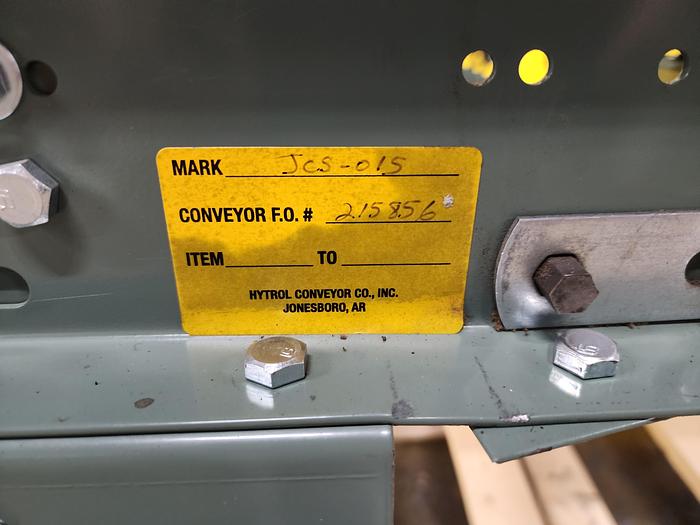 MARK JCS-015
CONVEYOR F.O. # 215856
ITEM TO
HYTROL CONVEYOR CO., INC.
JONESBORO, AR